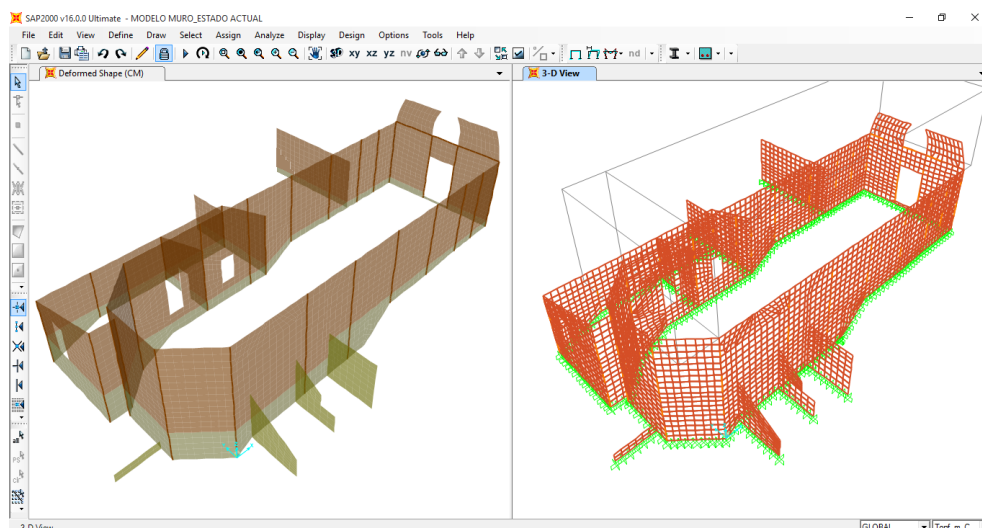 SAP2000 v16.0.0 Ultimate - MODELO MURO_ESTADO ACTUAL
File Edit View Define Draw Select Assign Analyze Display Design Options Tools Help
3D xy xz yz nv nd
Deformed Shape (CM)
3-D View
3-D View
GLOBAL
Tonf, m, C